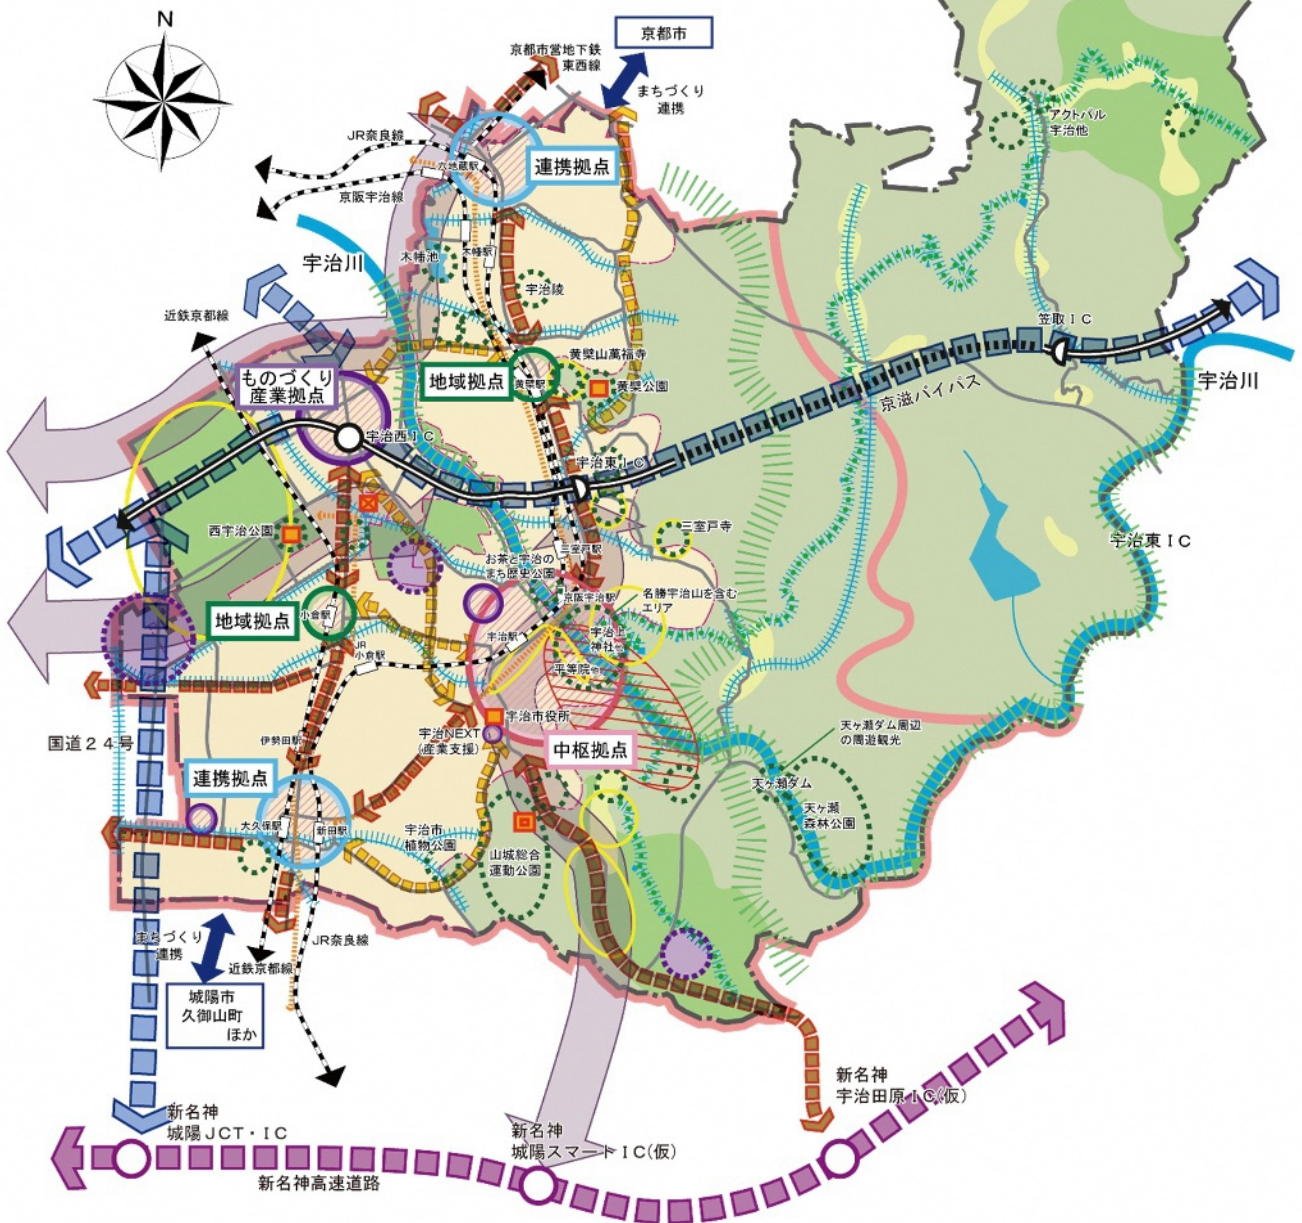 N
京都市
京都市営地下鉄
東西線
まちづくり
連携
アクトパル
宇治他
JR奈良線
六地蔵駅
連携拠点
京阪宇治線
宇治川
木幡池
木幡駅
宇治陵
近鉄京都線
笠取IC
黄檗山萬福寺
ものづくり
産業拠点
地域拠点
黄檗駅
黄檗公園
宇治川
京滋バイパス
宇治西IC
宇治東IC
西宇治公園
三室戸寺
宇治東IC
三室戸駅
お茶と宇治の
まち歴史公園
京阪宇治駅
名勝宇治山を含む
エリア
地域拠点
小倉駅
宇治上
神社他
宇治駅
JR
小倉駅
平等院他
宇治市役所
国道24号
伊勢田駅
宇治NEXT
(産業支援)
中枢拠点
天ヶ瀬ダム周辺
の周遊観光
連携拠点
天ヶ瀬ダム
天ヶ瀬
森林公園
大久保駅
新田駅
宇治市
植物公園
山城総合
運動公園
まちづくり
連携
JR奈良線
近鉄京都線
城陽市
久御山町
ほか
新名神
宇治田原IC(仮)
新名神
城陽JCT・IC
新名神
城陽スマートIC(仮)
新名神高速道路